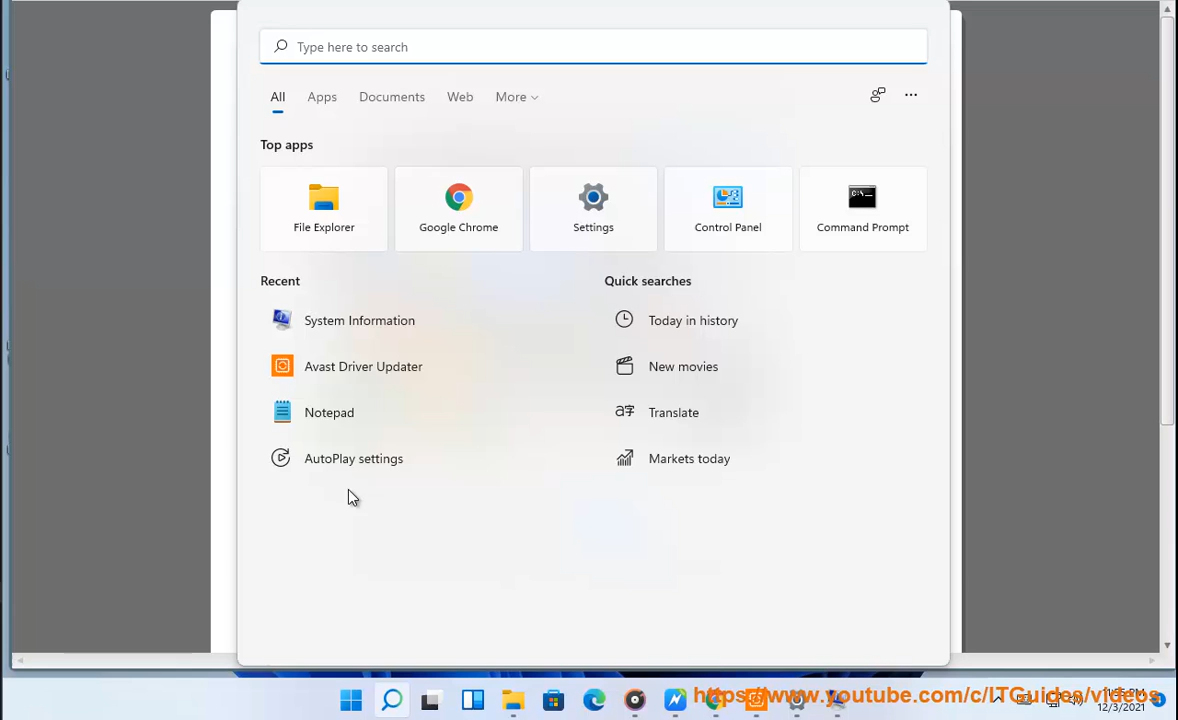 Type here to search
All Apps Documents Web More
Top apps
File Explorer Google Chrome Settings Control Panel Command Prompt
Recent Quick searches
System Information Today in history
Avast Driver Updater New movies
Notepad Translate
AutoPlay settings Markets today
https://www.youtube.com/c/ITGuides/videos
12/3/2021